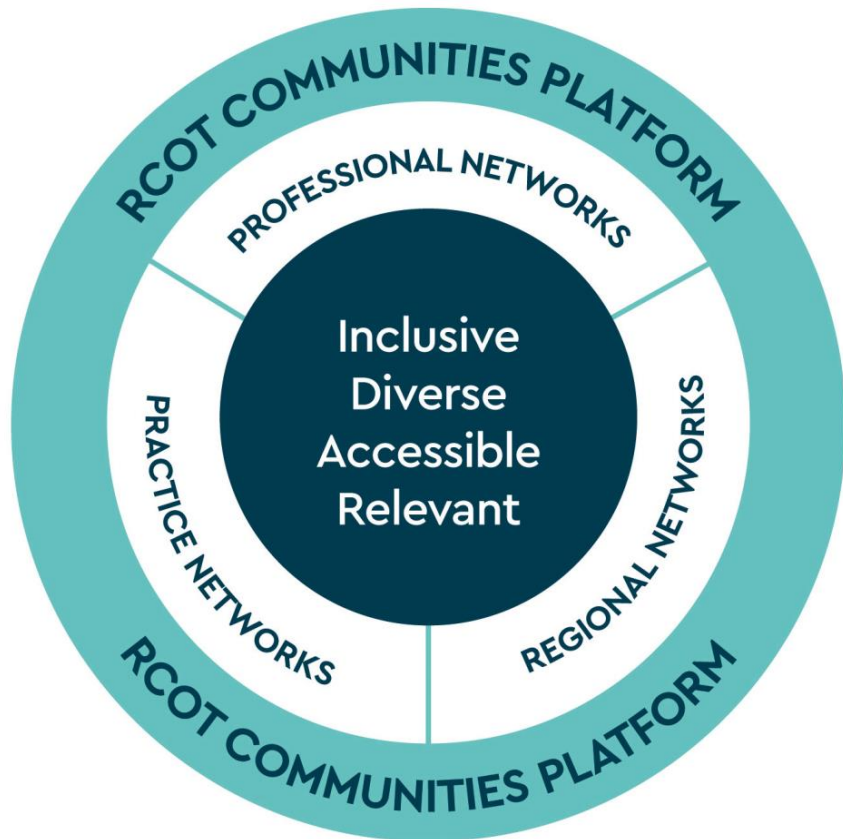 RCOT COMMUNITIES PLATFORM
PROFESSIONAL NETWORKS
Inclusive
Diverse
Accessible
Relevant
PRACTICE NETWORKS
REGIONAL NETWORKS
RCOT COMMUNITIES PLATFORM